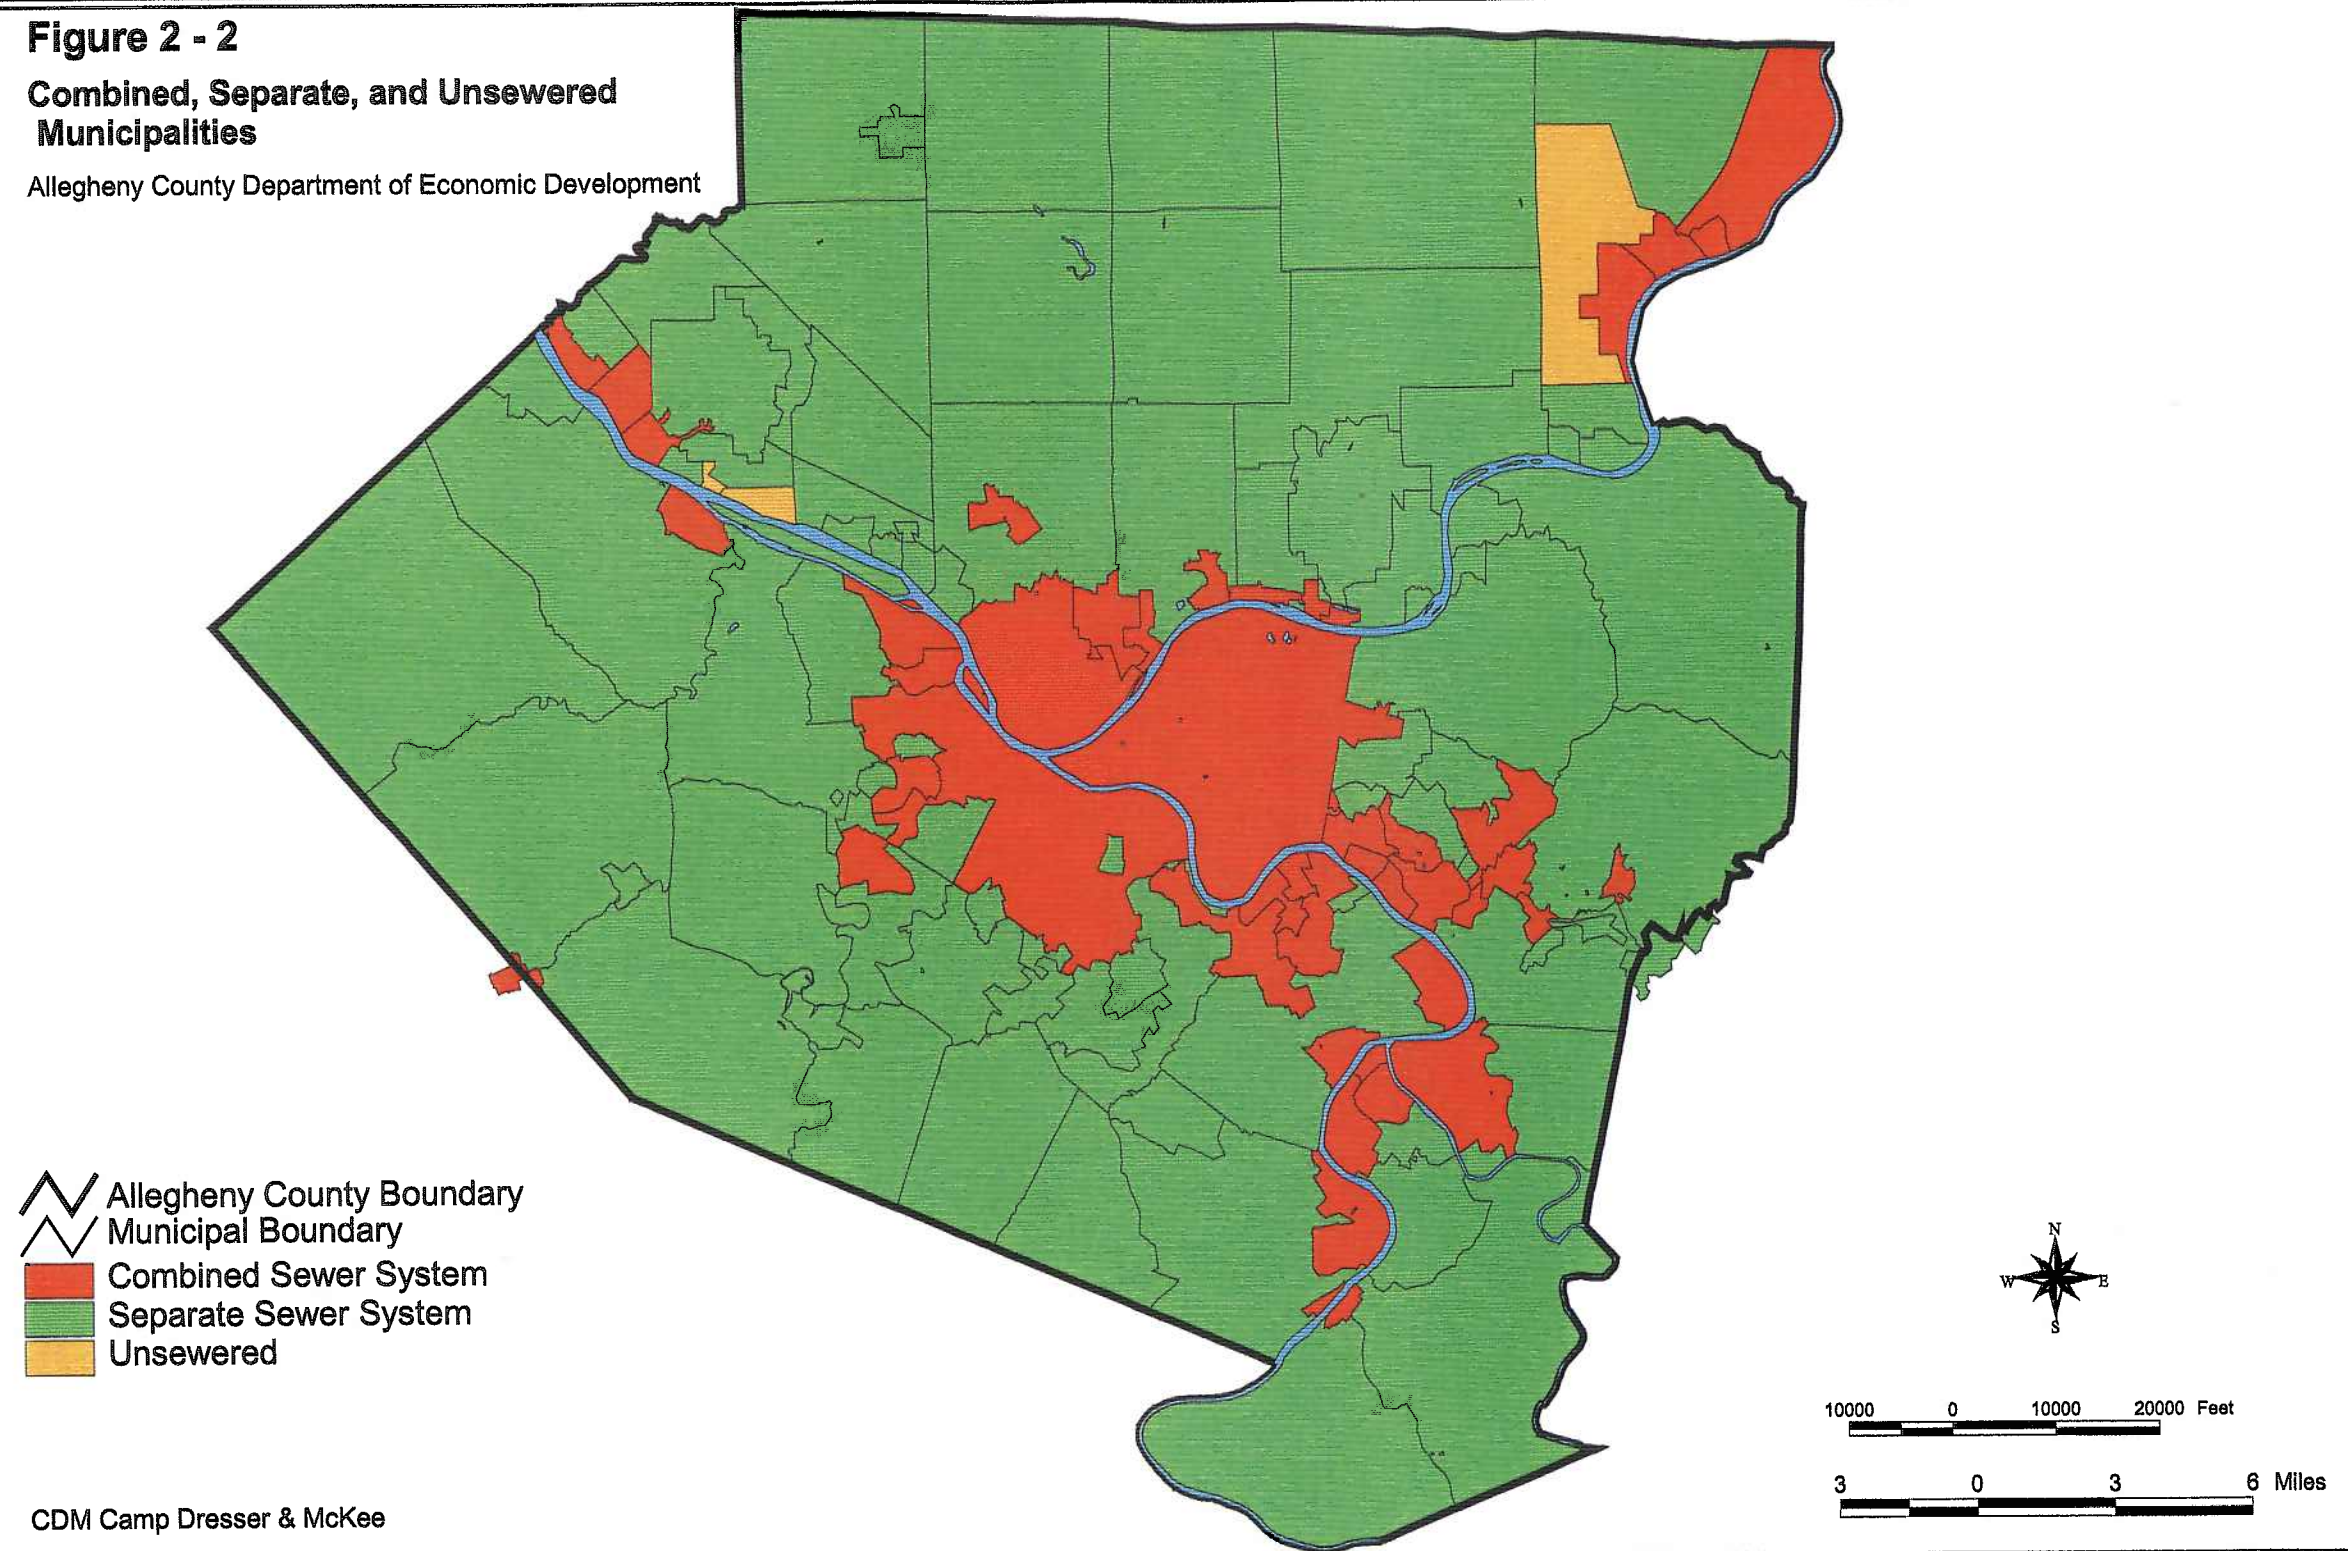 Figure 2 - 2
Combined, Separate, and Unsewered
Municipalities
Allegheny County Department of Economic Development
Allegheny County Boundary
Municipal Boundary
Combined Sewer System
Separate Sewer System
Unsewered
CDM Camp Dresser & McKee
N
W E
S
10000 0 10000 20000 Feet
3 0 3 6 Miles